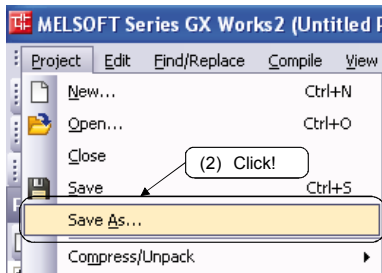 MELSOFT Series GX Works2 (Untitled P
Project Edit Find/Replace Compile View
New... Ctrl+N
Open... Ctrl+O
Close
(2) Click!
Save Ctrl+S
Save As...
Compress/Unpack